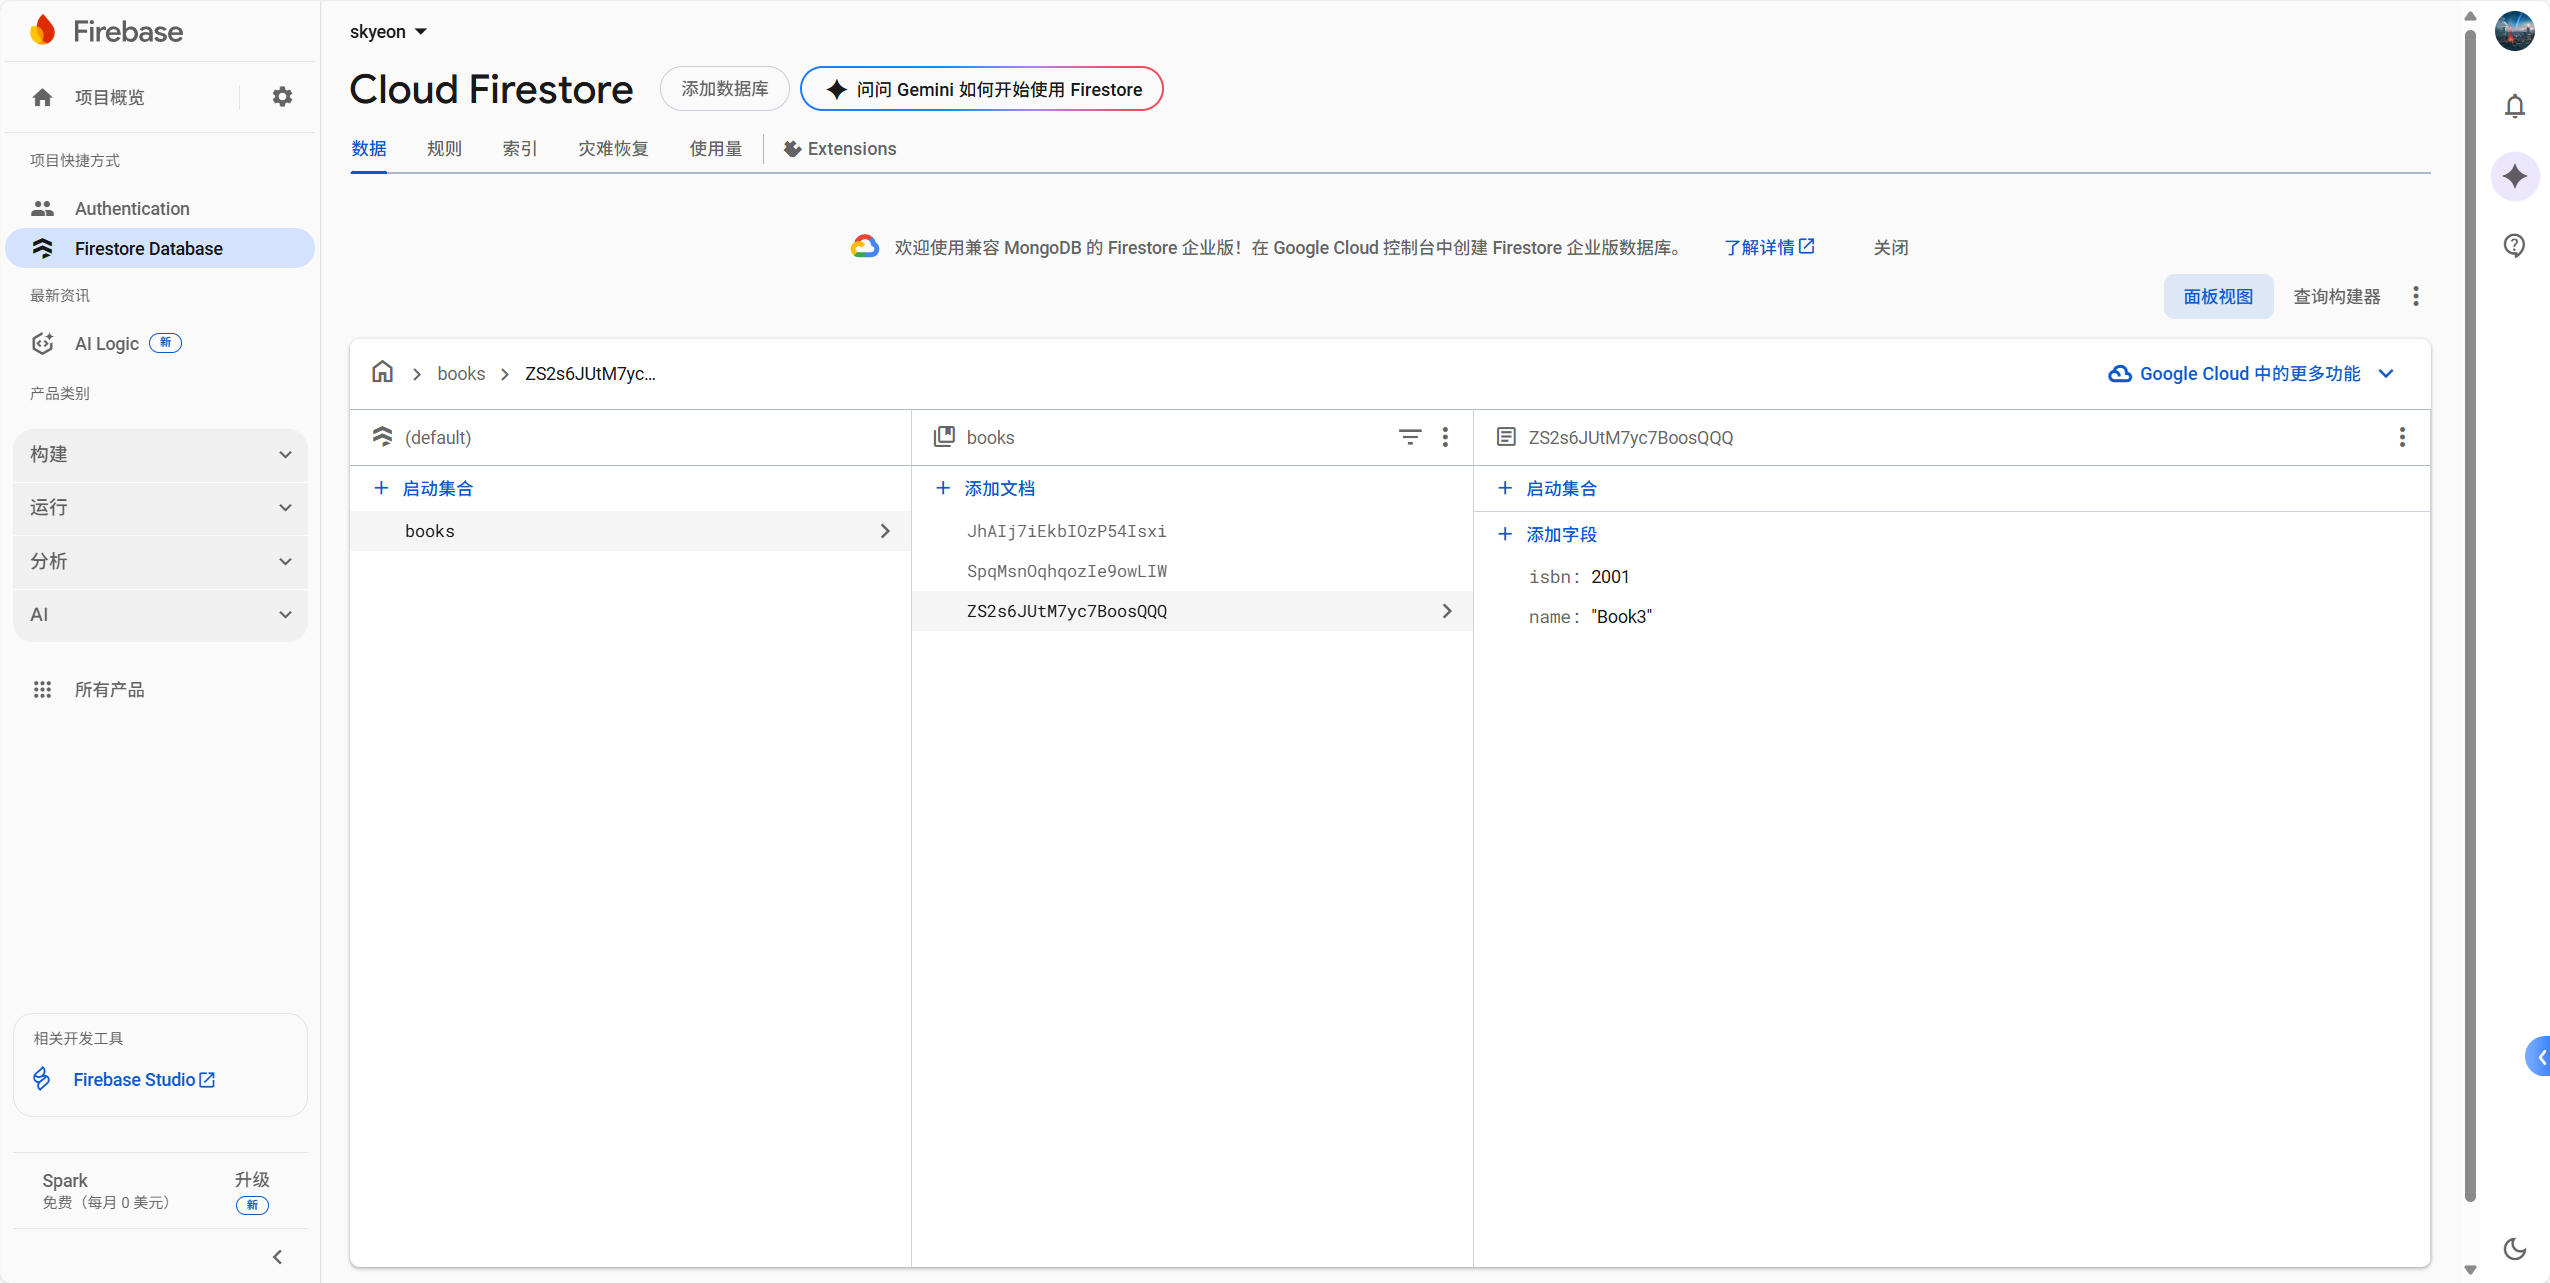 Firebase
项目概览
项目快捷方式
Authentication
Firestore Database
最新资讯
AI Logic 新
产品类别
构建
运行
分析
AI
所有产品
相关开发工具
Firebase Studio
Spark
免费（每月 0 美元）
升级
新
skyeon
Cloud Firestore
添加数据库
问问 Gemini 如何开始使用 Firestore
数据 规则 索引 灾难恢复 使用量 Extensions
欢迎使用兼容 MongoDB 的 Firestore 企业版！在 Google Cloud 控制台中创建 Firestore 企业版数据库。 了解详情 关闭
面板视图 查询构建器
books ZS2s6JUtM7yc...
Google Cloud 中的更多功能
(default)
启动集合
books
books
添加文档
JhAIj7iEkbIOzP54Isxi
SpqMsnOqhqozIe9owLIW
ZS2s6JUtM7yc7BoosQQQ
ZS2s6JUtM7yc7BoosQQQ
启动集合
添加字段
isbn: 2001
name: "Book3"